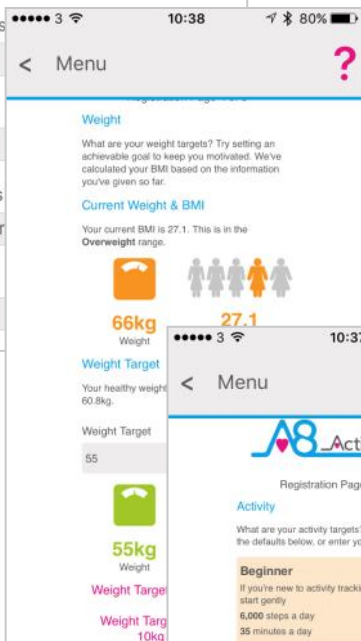 3 10:38 80%
< Menu ?
Weight
What are your weight targets? Try setting an
achievable goal to keep you motivated. We've
calculated your BMI based on the information
you've given so far.
Current Weight & BMI
Your current BMI is 27.1. This is in the
Overweight range.
66kg 27.1
Weight
Weight Target
Your healthy weight
60.8kg.
Weight Target
55
55kg
Weight
Weight Target
Weight Targ
10kg
3 10:37
< Menu
A8 Acti
Registration Page
Activity
What are your activity targets?
the defaults below, or enter yo
Beginner
If you're new to activity tracki
start gently
6,000 steps a day
35 minutes a day